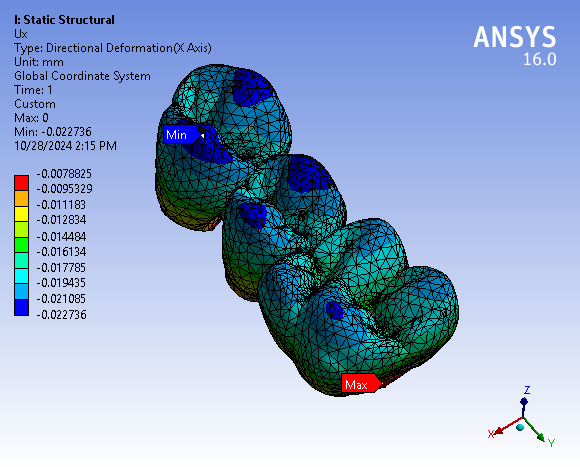 I: Static Structural
Ux
Type: Directional Deformation(X Axis)
Unit: mm
Global Coordinate System
Time: 1
Custom
Max: 0
Min: -0.022736
10/28/2024 2:15 PM
ANSYS
16.0
-0.0078825
-0.0095329
-0.011183
-0.012834
-0.014484
-0.016134
-0.017785
-0.019435
-0.021085
-0.022736
Min
Max
Z
X
Y